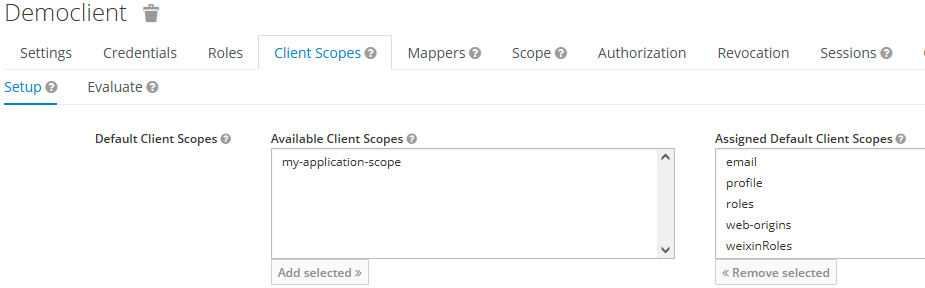 Democlient
Settings Credentials Roles Client Scopes Mappers Scope Authorization Revocation Sessions
Setup Evaluate
Default Client Scopes Available Client Scopes Assigned Default Client Scopes
my-application-scope email
profile
roles
web-origins
weixinRoles
Add selected » « Remove selected